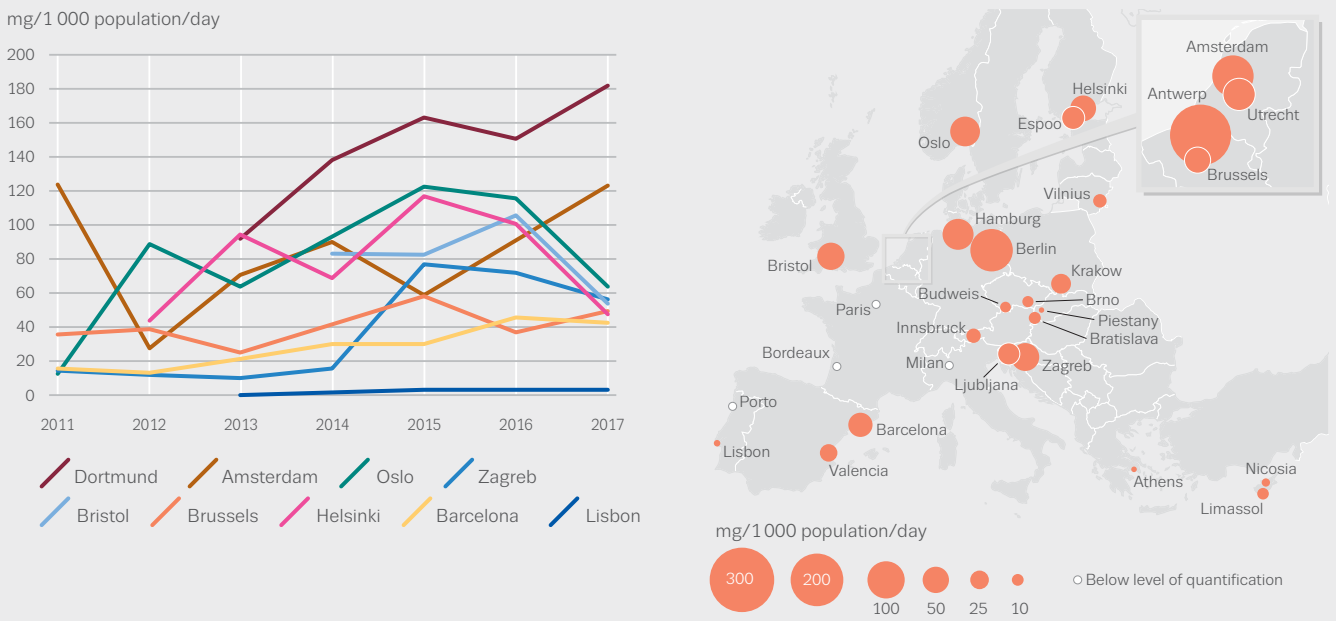 mg/1 000 population/day
200
180
160
140
120
100
80
60
40
20
0
2011 2012 2013 2014 2015 2016 2017
Dortmund Amsterdam Oslo Zagreb
Bristol Brussels Helsinki Barcelona Lisbon
Amsterdam
Antwerp
Utrecht
Brussels
Helsinki
Espoo
Oslo
Vilnius
Hamburg
Berlin
Bristol
Krakow
Budweis
Brno
Paris
Piestany
Innsbruck
Bratislava
Bordeaux
Milan
Zagreb
Ljubljana
Porto
Barcelona
Lisbon
Valencia
Nicosia
Athens
Limassol
mg/1 000 population/day
300 200 100 50 25 10
Below level of quantification